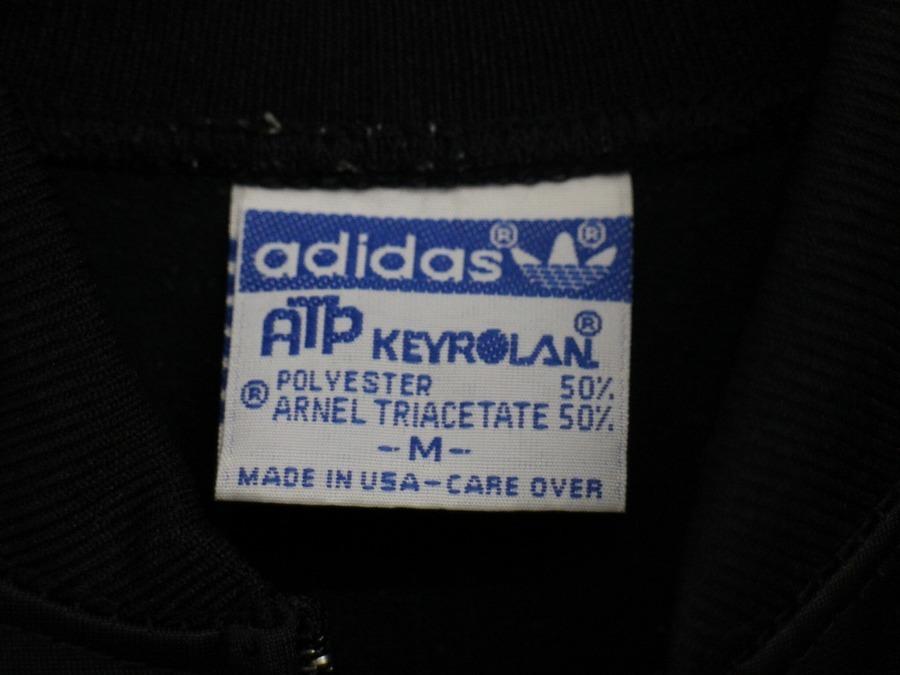 adidas®®
ATP KEYROLAN®
® POLYESTER 50%
ARNEL TRIACETATE 50%
-M-
MADE IN USA-CARE OVER